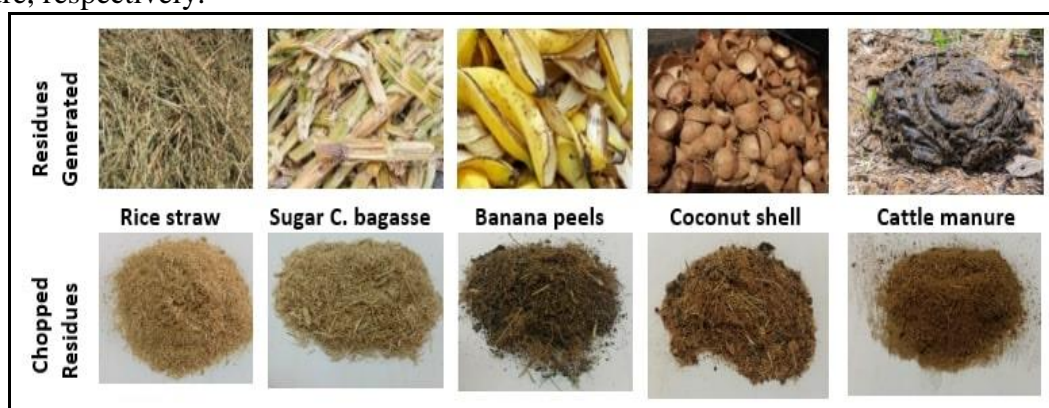 re, respectively.
Residues
Generated
Rice straw
Sugar C. bagasse
Banana peels
Coconut shell
Cattle manure
Chopped
Residues